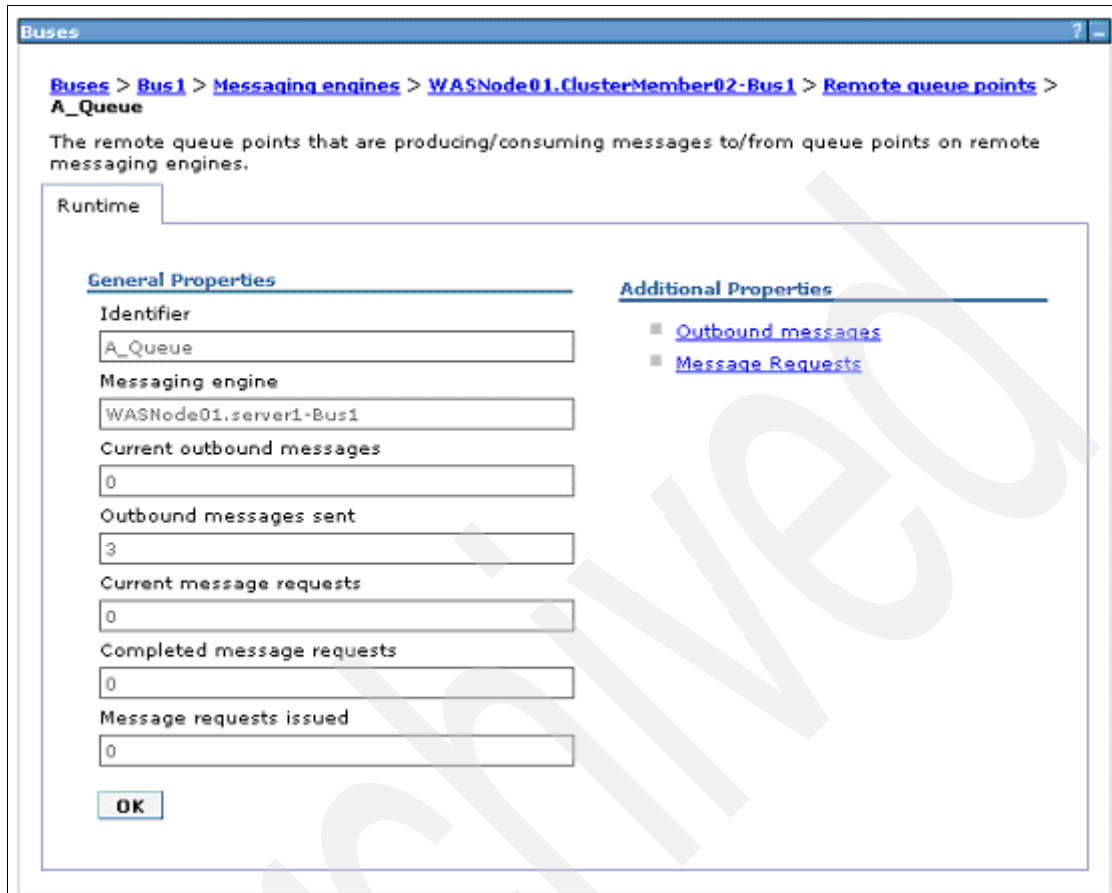 Buses ? –
Buses > Bus1 > Messaging engines > WASNode01.ClusterMember02-Bus1 > Remote queue points >
A_Queue
The remote queue points that are producing/consuming messages to/from queue points on remote
messaging engines.
Runtime
General Properties
Identifier
A_Queue
Messaging engine
WASNode01.server1-Bus1
Current outbound messages
0
Outbound messages sent
3
Current message requests
0
Completed message requests
0
Message requests issued
0
OK
Additional Properties
Outbound messages
Message Requests
chived